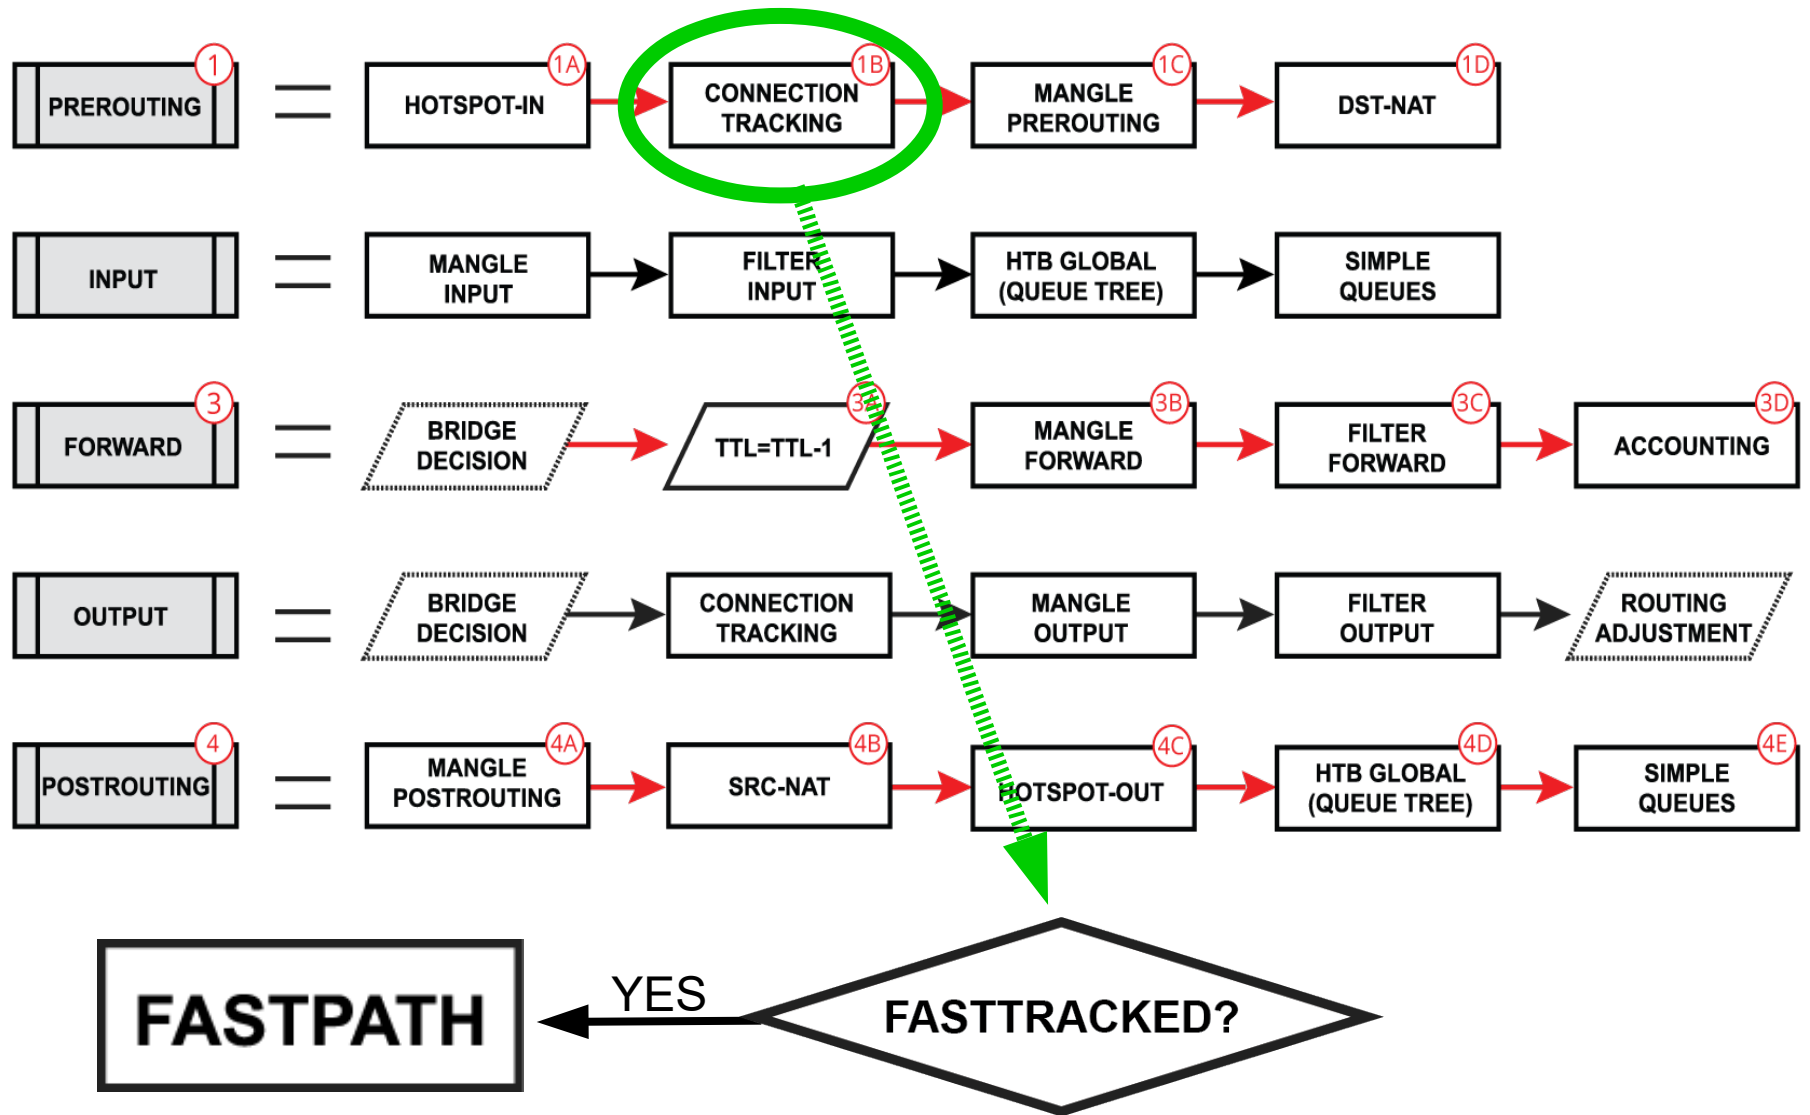 PREROUTING
1
HOTSPOT-IN
1A
CONNECTION
TRACKING
1B
MANGLE
PREROUTING
1C
DST-NAT
1D
INPUT
MANGLE
INPUT
FILTER
INPUT
HTB GLOBAL
(QUEUE TREE)
SIMPLE
QUEUES
FORWARD
3
BRIDGE
DECISION
TTL=TTL-1
3A
MANGLE
FORWARD
3B
FILTER
FORWARD
3C
ACCOUNTING
3D
OUTPUT
BRIDGE
DECISION
CONNECTION
TRACKING
MANGLE
OUTPUT
FILTER
OUTPUT
ROUTING
ADJUSTMENT
POSTROUTING
4
MANGLE
POSTROUTING
4A
SRC-NAT
4B
HOTSPOT-OUT
4C
HTB GLOBAL
(QUEUE TREE)
4D
SIMPLE
QUEUES
4E
FASTPATH
YES
FASTTRACKED?